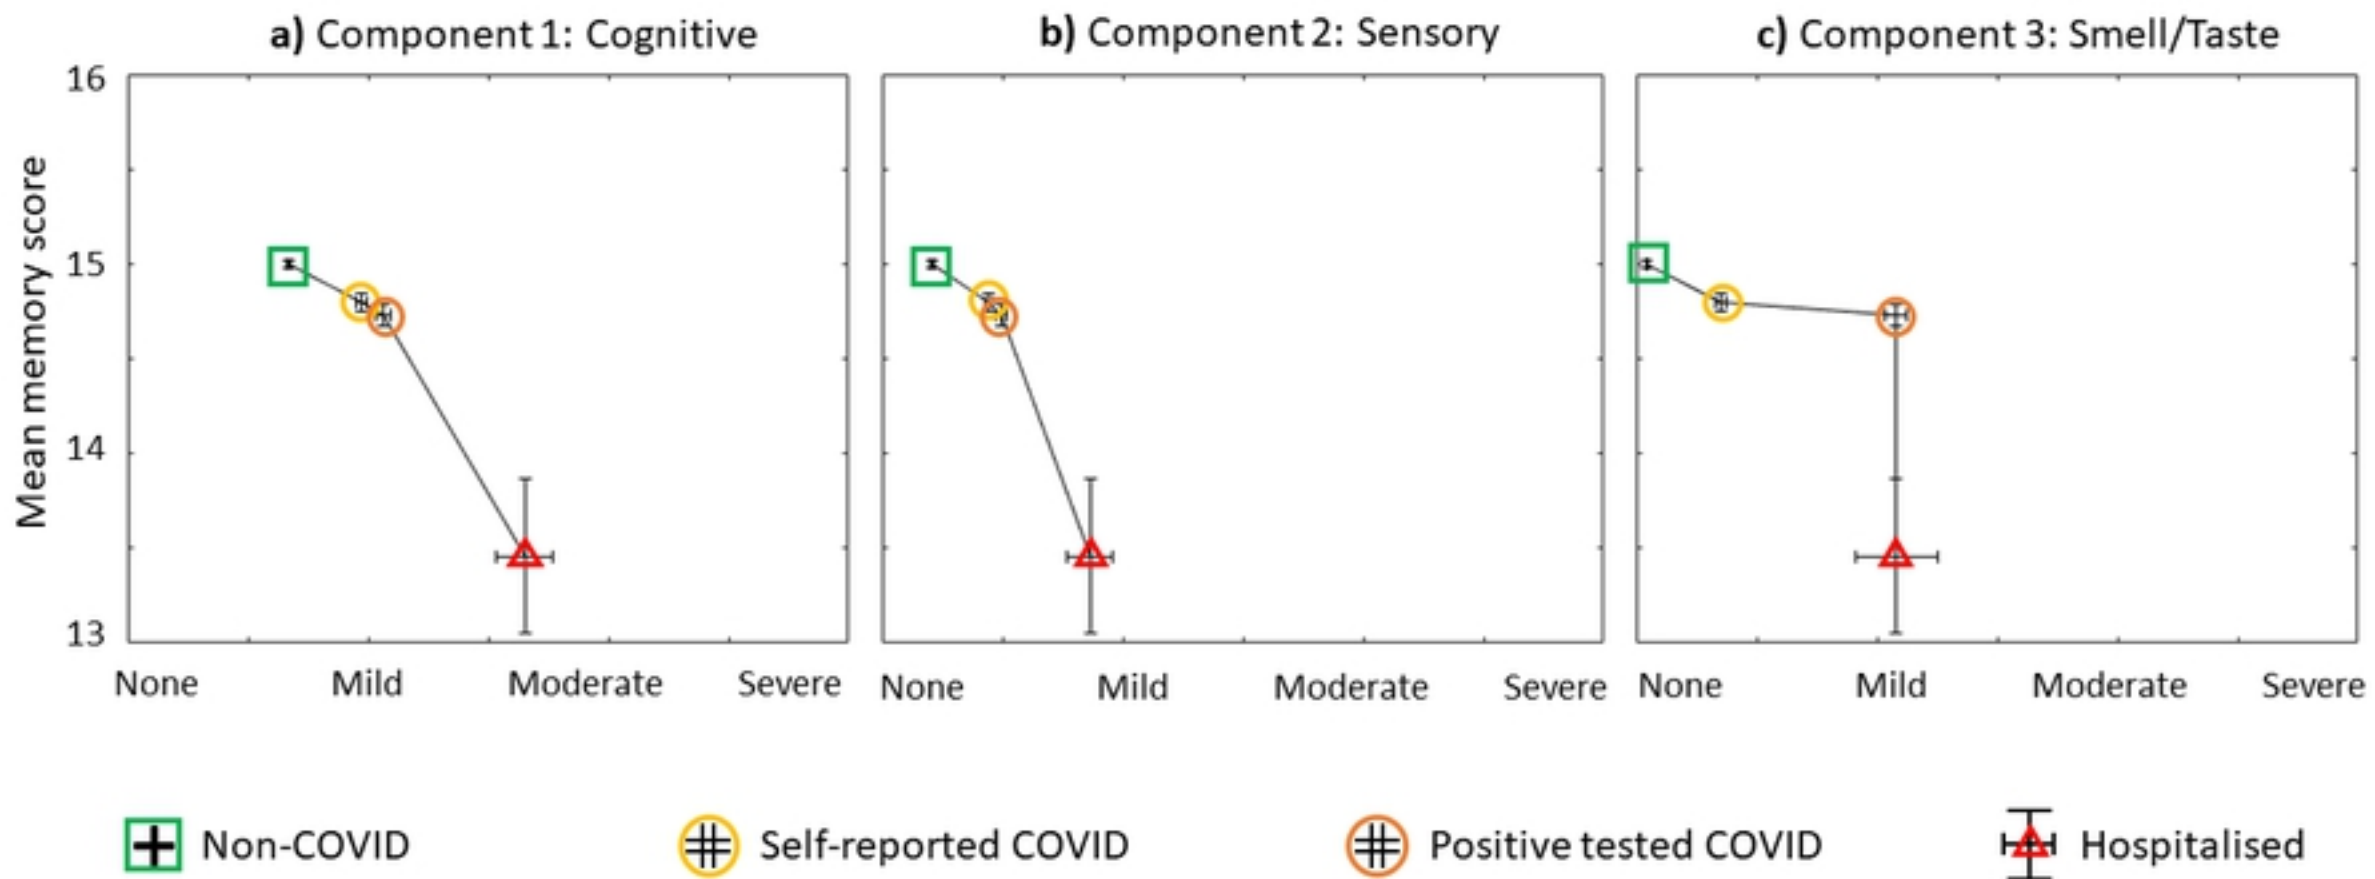 a) Component 1: Cognitive
b) Component 2: Sensory
c) Component 3: Smell/Taste
Mean memory score
16
15
14
13
None Mild Moderate Severe
None Mild Moderate Severe
None Mild Moderate Severe
Non-COVID
Self-reported COVID
Positive tested COVID
Hospitalised